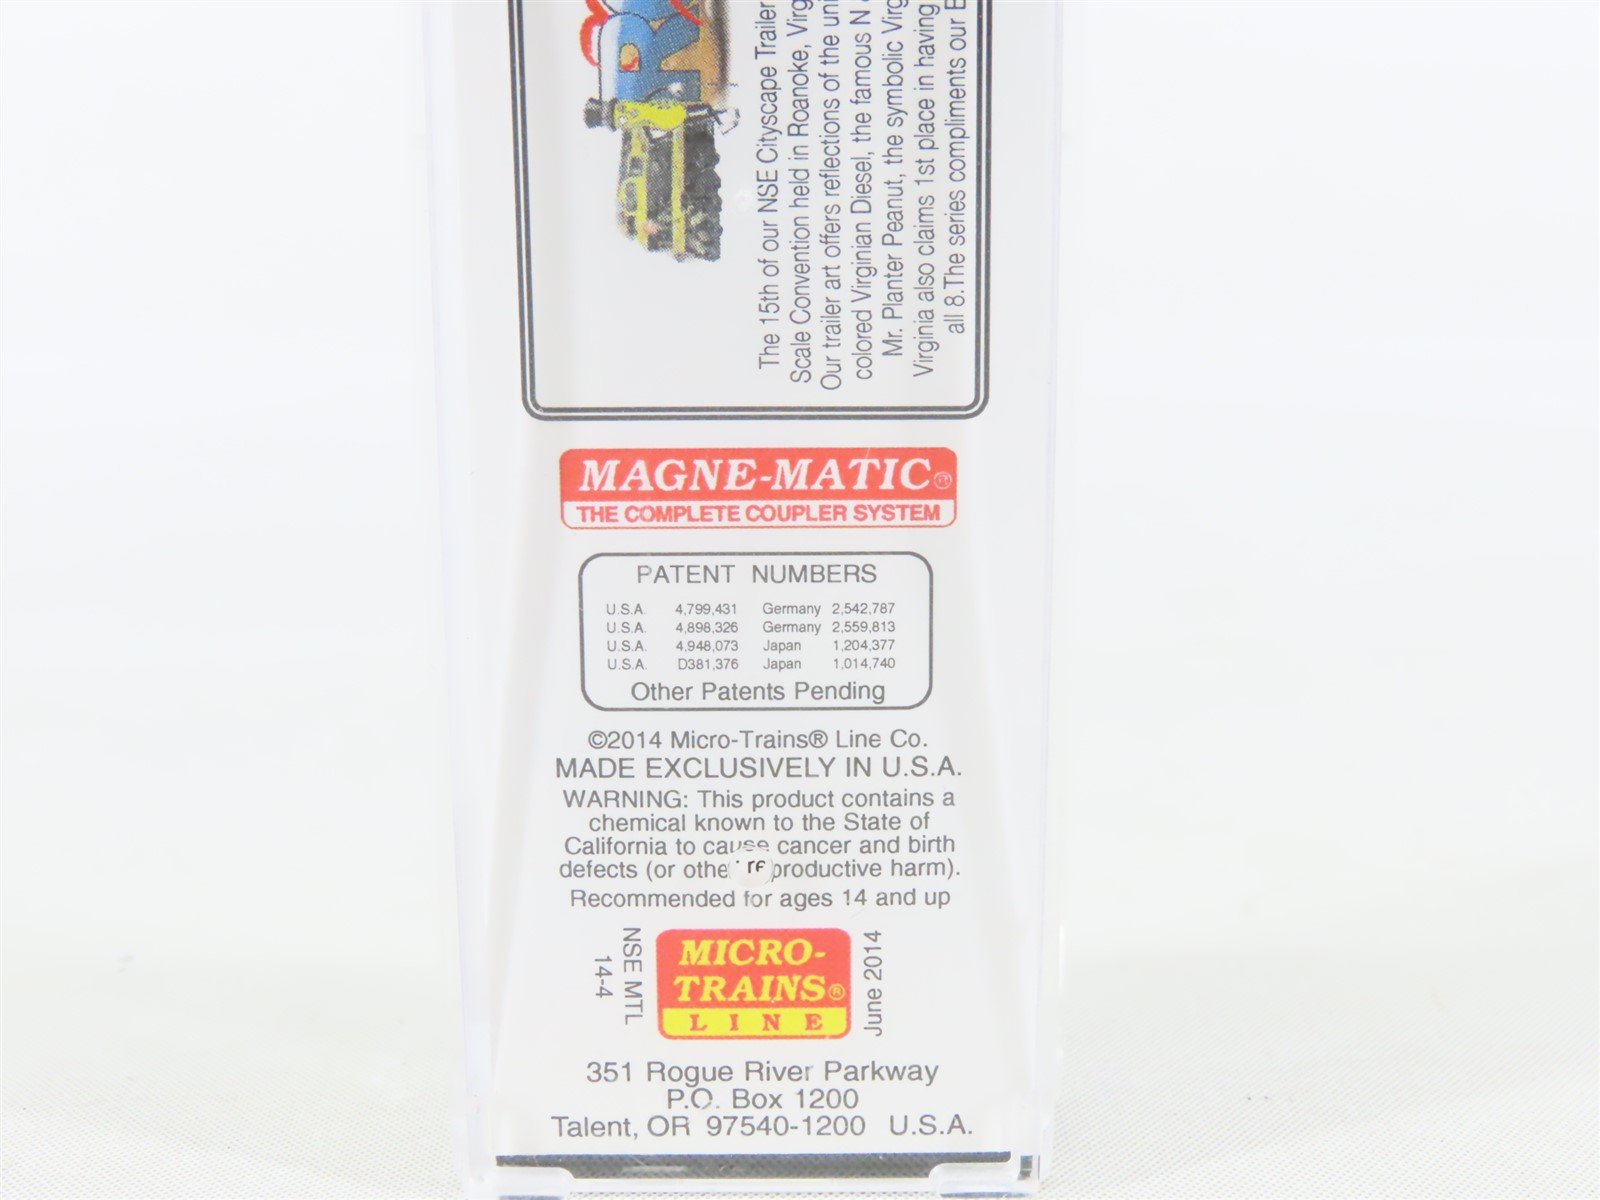 The 15th of our NSE Cityscape Trailer
Scale Convention held in Roanoke,
Our trailer art offers reflections of the
colored Virginian Diesel, the famous N
Mr. Planter Peanut, the symbolic
Virginia also claims 1st place in having
all 8.The series compliments our
MAGNE-MATIC®
THE COMPLETE COUPLER SYSTEM
PATENT NUMBERS
U.S.A. 4,799,431 Germany 2,542,787
U.S.A. 4,898,326 Germany 2,559,813
U.S.A. 4,948,073 Japan 1,204,377
U.S.A. D381,376 Japan 1,014,740
Other Patents Pending
©2014 Micro-Trains® Line Co.
MADE EXCLUSIVELY IN U.S.A.
WARNING: This product contains a
chemical known to the State of
California to cause cancer and birth
defects (or other reproductive harm).
Recommended for ages 14 and up
NSE MTL
14-4
MICRO-
TRAINS®
LINE
June 2014
351 Rogue River Parkway
P.O. Box 1200
Talent, OR 97540-1200 U.S.A.